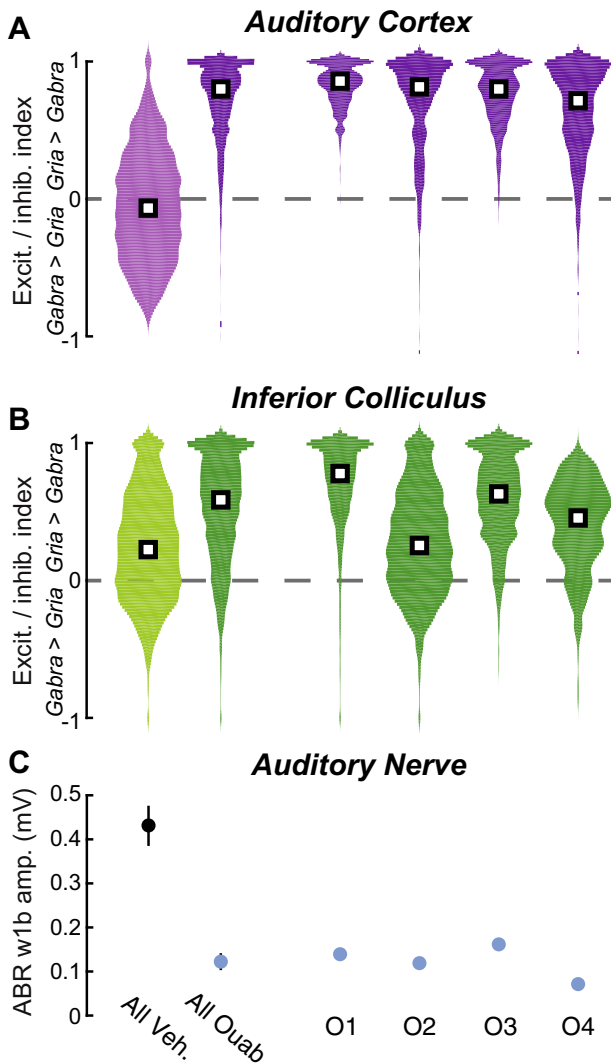 A
Auditory Cortex
Excit. / inhib. index
Gabra > Gria Gria > Gabra
1
0
-1
B
Inferior Colliculus
Excit. / inhib. index
Gabra > Gria Gria > Gabra
1
0
-1
C
Auditory Nerve
ABR w1b amp. (mV)
0.5
0.4
0.3
0.2
0.1
0
All Veh. All Ouab O1 O2 O3 O4